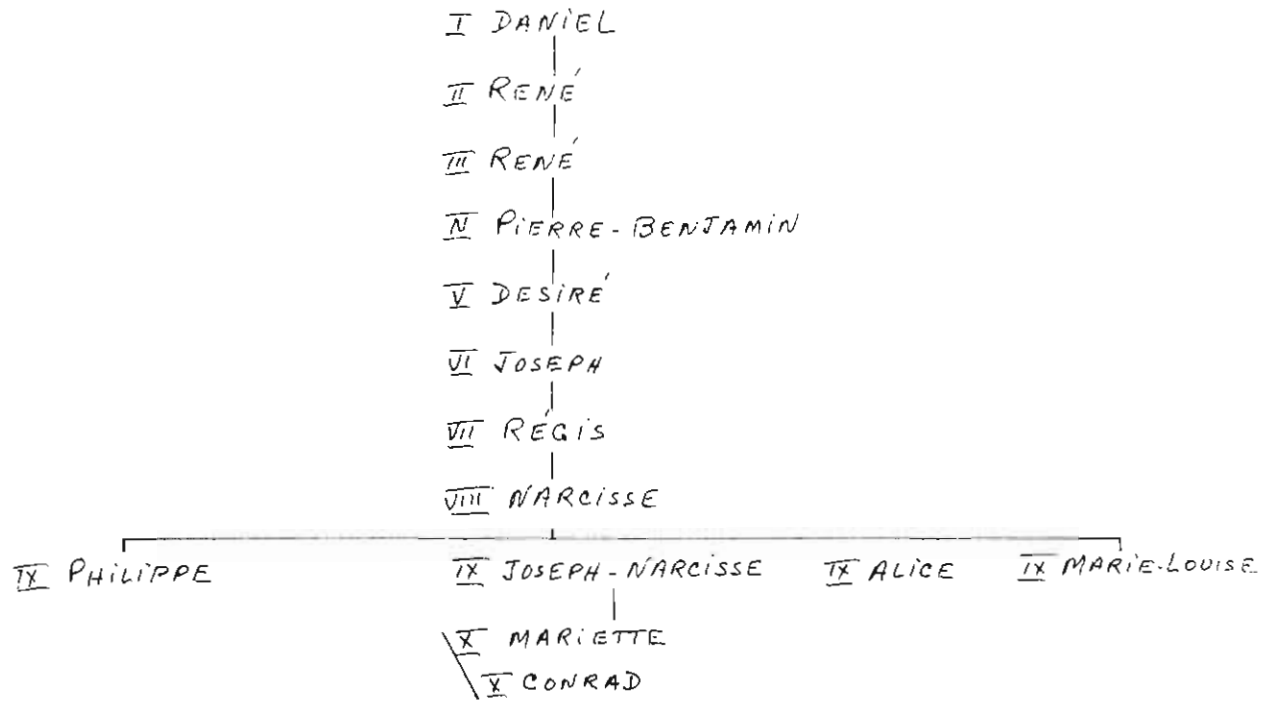 I DANIEL
II RENÉ
III RENÉ
IV PIERRE-BENJAMIN
V DESIRÉ
VI JOSEPH
VII RÉGIS
VIII NARCISSE
IX PHILIPPE IX JOSEPH-NARCISSE IX ALICE IX MARIE-LOUISE
X MARIETTE
X CONRAD